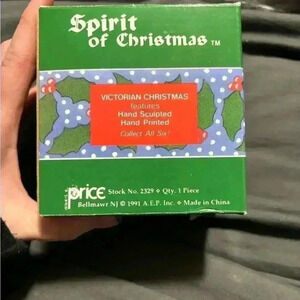 Spirit
of Christmas ™
VICTORIAN CHRISTMAS
features
Hand Sculpted
Hand Printed
Collect All Six!
price Stock No. 2329 ❖ Qty. 1 Piece
Bellmawr NJ © 1991 A.E.P. Inc. ❖ Made in China